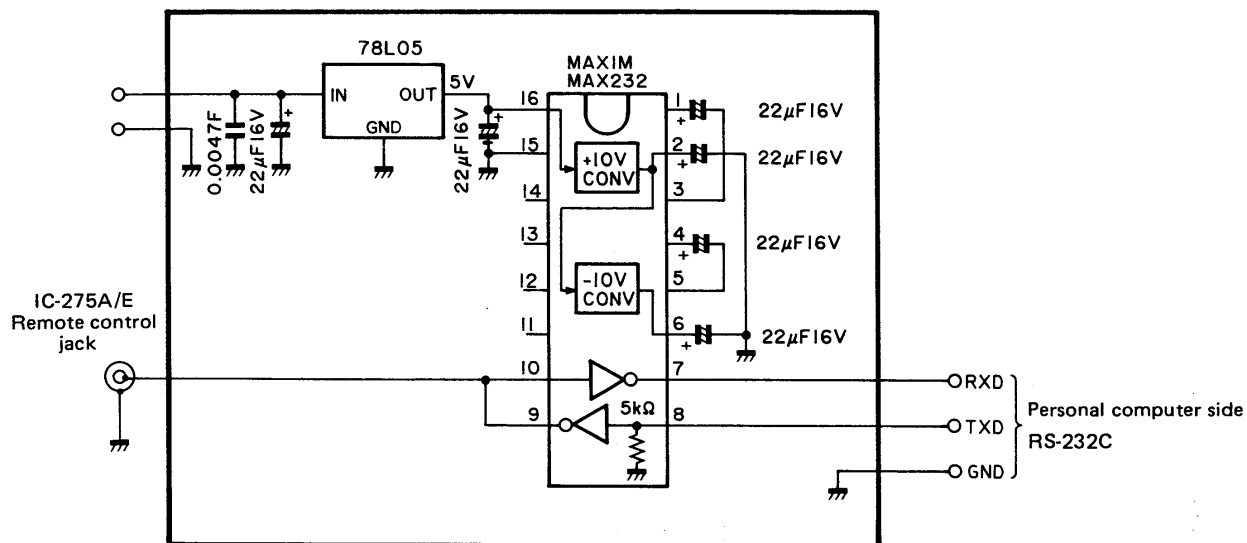 78L05
IN
OUT
GND
5V
0.0047F
22μF16V
22μF16V
MAXIM
MAX232
16
15
14
13
12
11
10
9
1
2
3
4
5
6
7
8
+
+
+
+
+
+
+10V
CONV
-10V
CONV
5kΩ
22μF16V
22μF16V
22μF16V
22μF16V
IC-275A/E
Remote control
jack
RXD
TXD
GND
Personal computer side
RS-232C